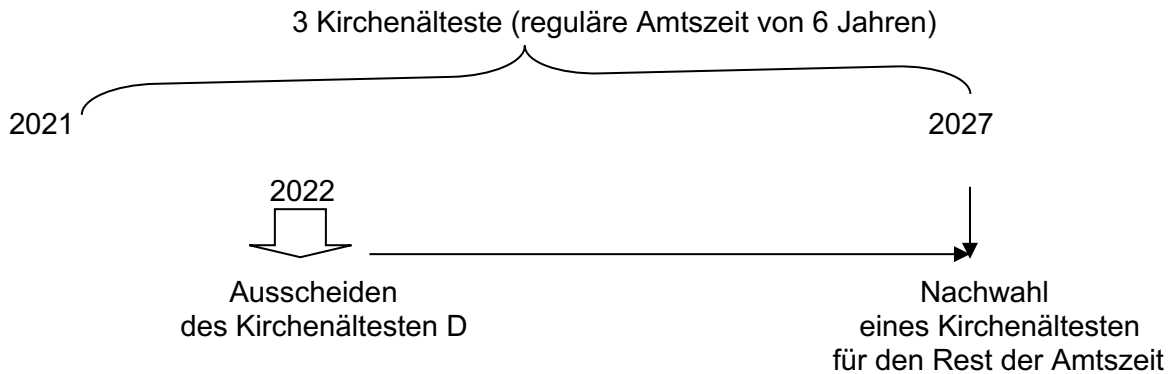 3 Kirchenälteste (reguläre Amtszeit von 6 Jahren)
2021
2027
2022
Ausscheiden
des Kirchenältesten D
Nachwahl
eines Kirchenältesten
für den Rest der Amtszeit